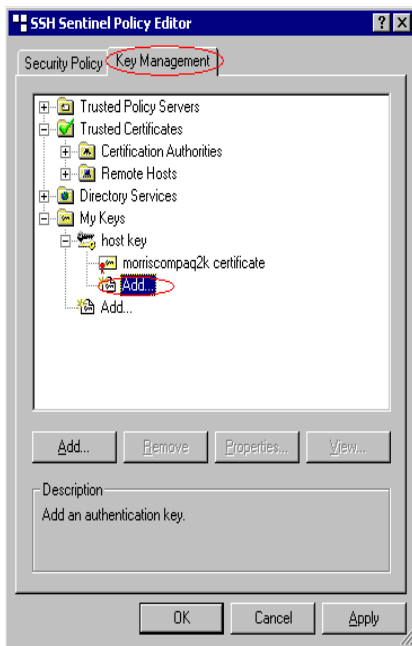 SSH Sentinel Policy Editor
Security Policy Key Management
Trusted Policy Servers
Trusted Certificates
Certification Authorities
Remote Hosts
Directory Services
My Keys
host key
morriscompaq2k certificate
Add...
Add...
Add... Remove Properties... View...
Description
Add an authentication key.
OK Cancel Apply